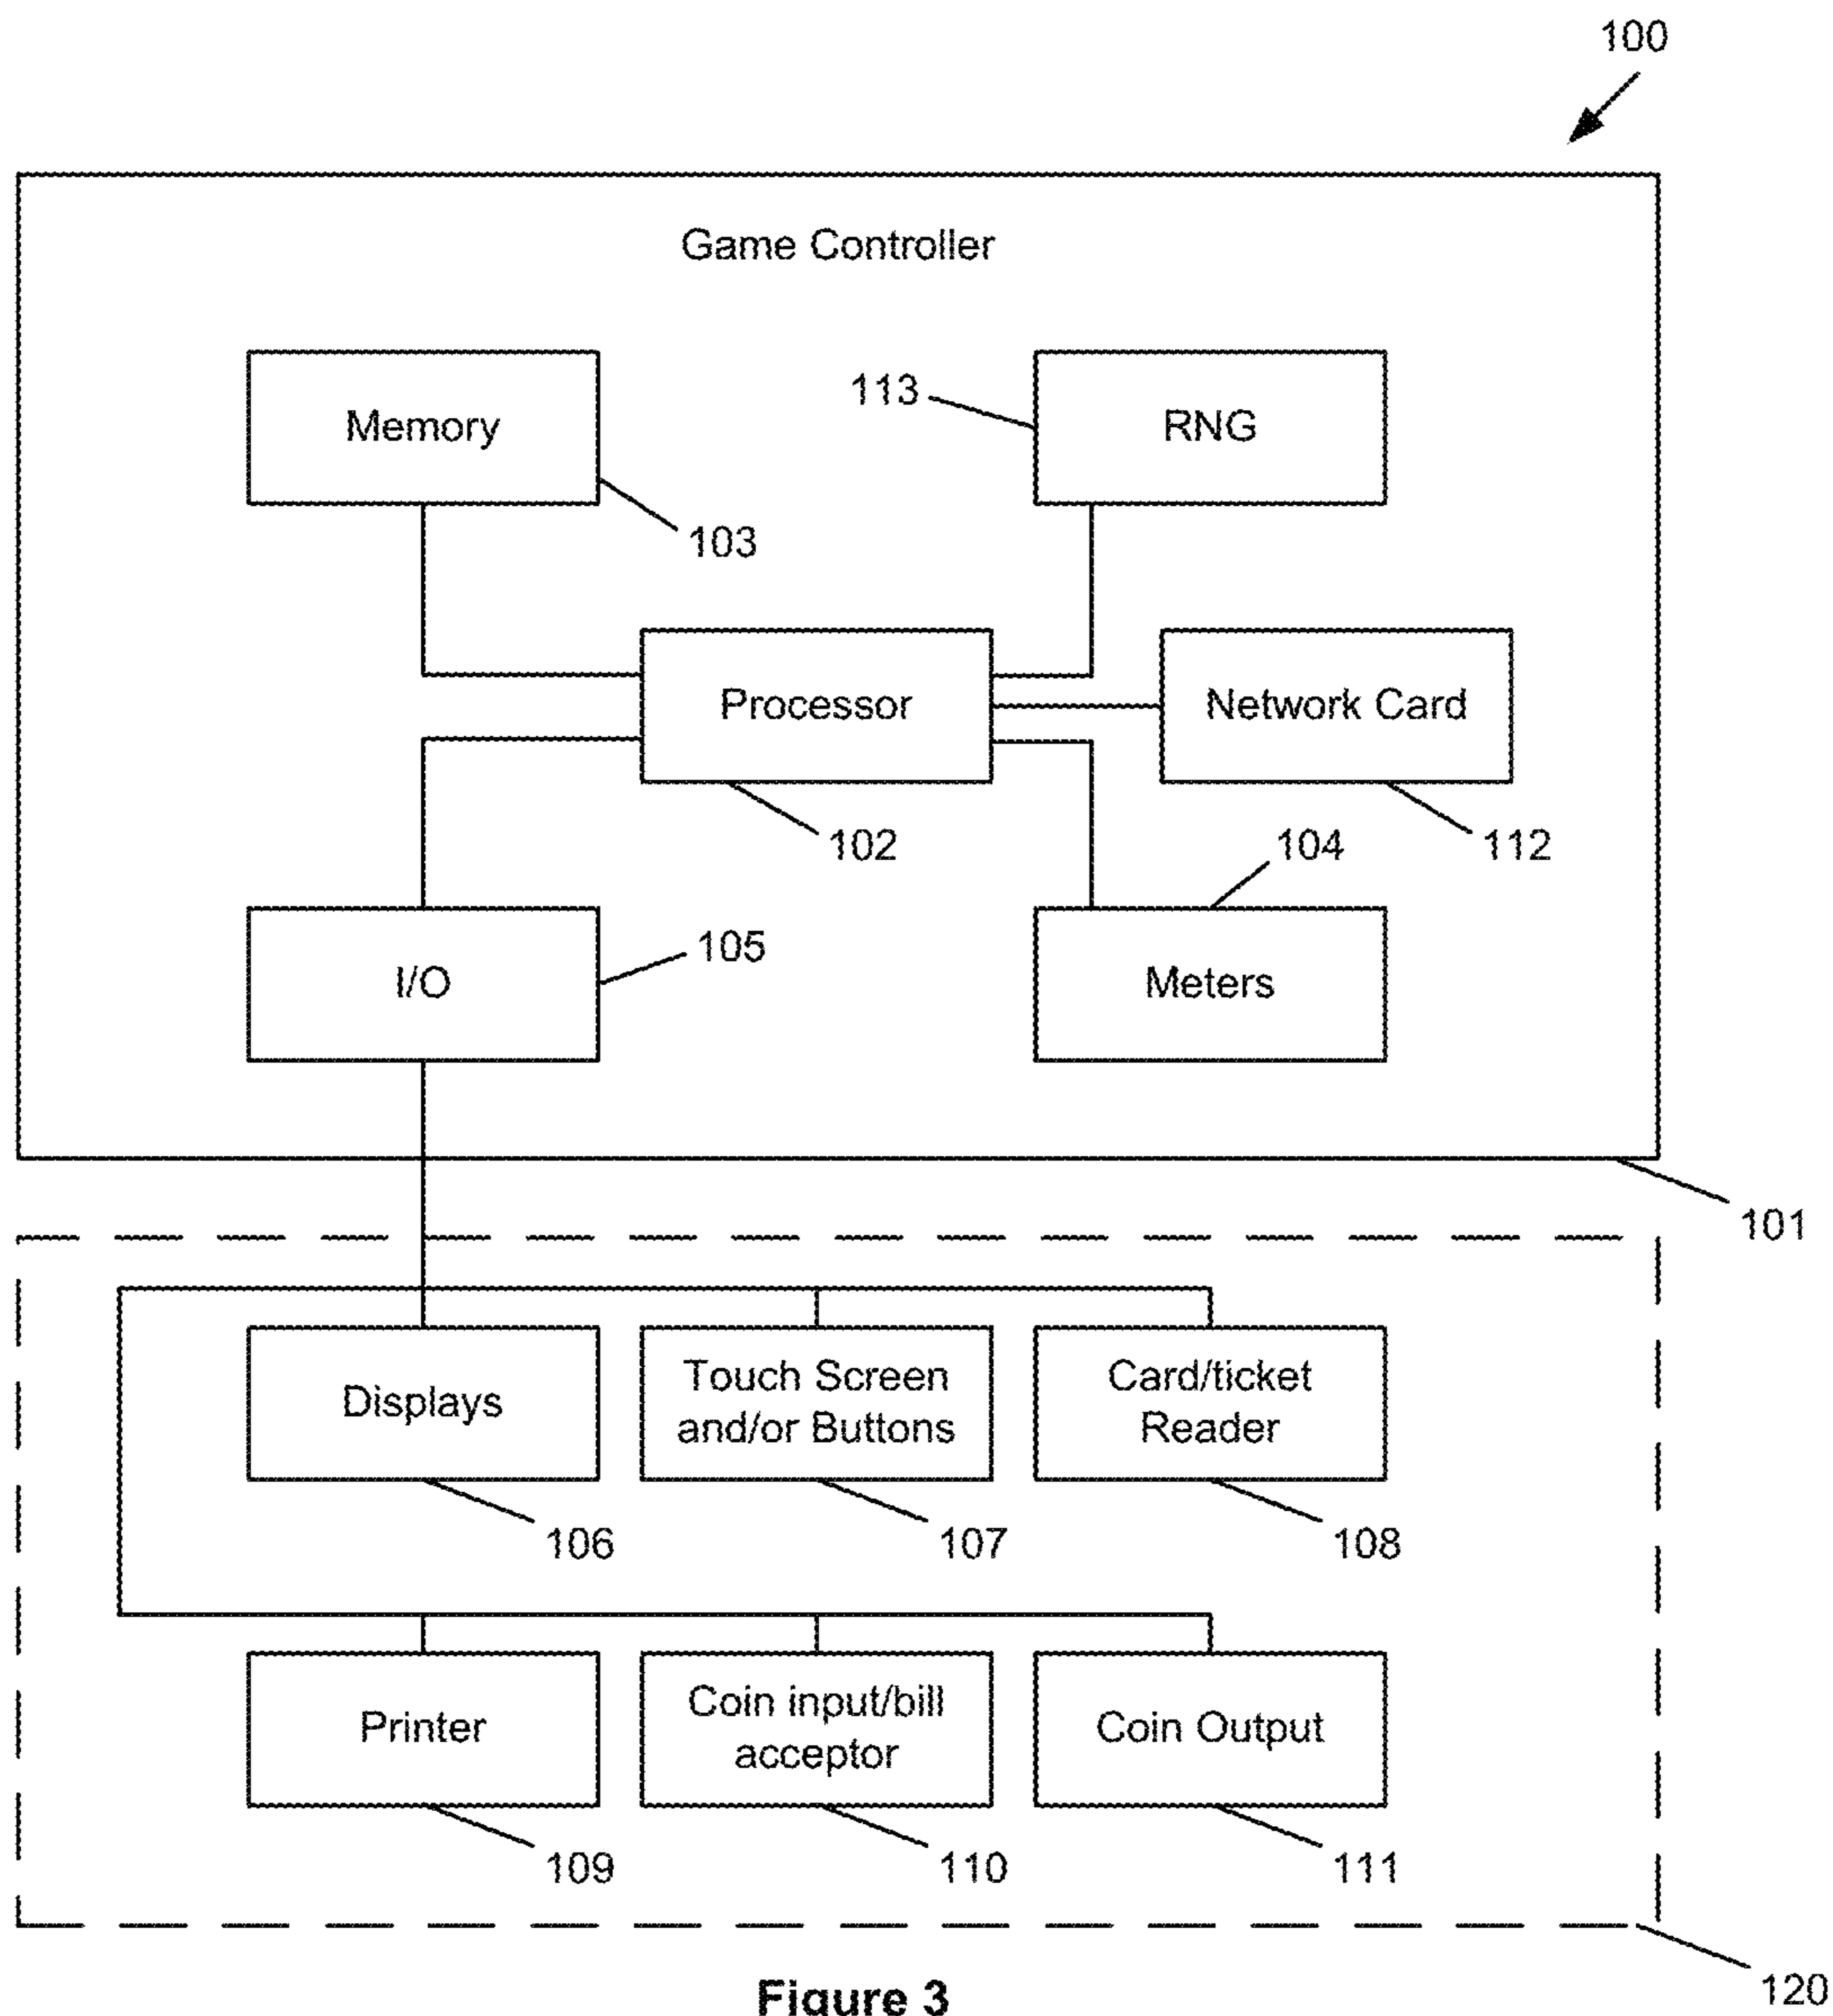 100
Game Controller
Memory
113
RNG
103
Processor
Network Card
102
104
112
I/O
105
Meters
101
Displays
Touch Screen
and/or Buttons
Card/ticket
Reader
106
107
108
Printer
Coin input/bill
acceptor
Coin Output
109
110
111
120
Figure 3